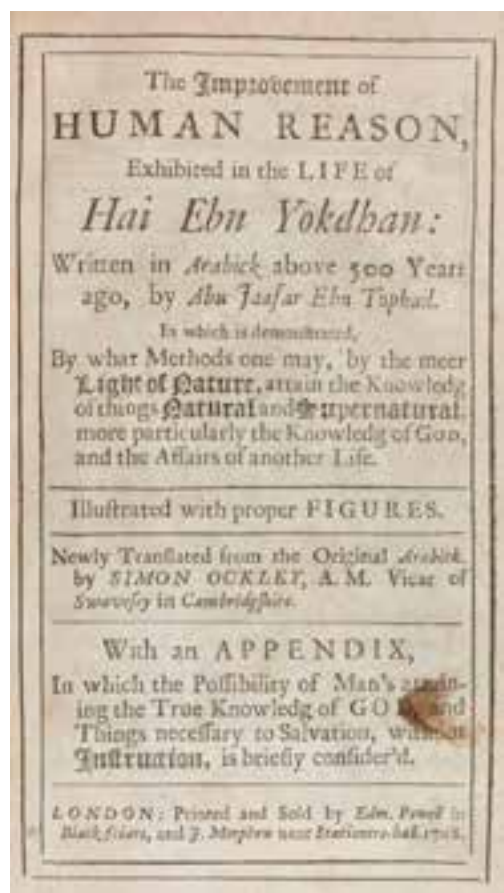 The Improvement of
HUMAN REASON,
Exhibited in the LIFE of
Hai Ebn Yokdhan:
Written in Arabick above 500 Years
ago, by Abu Jaafar Ebn Tophail.
In which is demonstrated,
By what Methods one may, by the meer
Light of Nature, attain the Knowledg
of things Natural and Supernatural,
more particularly the Knowledg of GOD,
and the Affairs of another Life.
Illuſtrated with proper FIGURES.
Newly Tranſlated from the Original Arabick,
by SIMON OCKLEY, A. M. Vicar of
Swaveſey in Cambridgſhire.
With an APPENDIX,
In which the Poſſibility of Man's attain-
ing the True Knowledg of GOD, and
Things neceſſary to Salvation, without
Inſtruction, is briefly conſider'd.
LONDON: Printed and Sold by Edm. Powell in
Blackfriars, and J. Morphew near Stationers-hall. 1708.